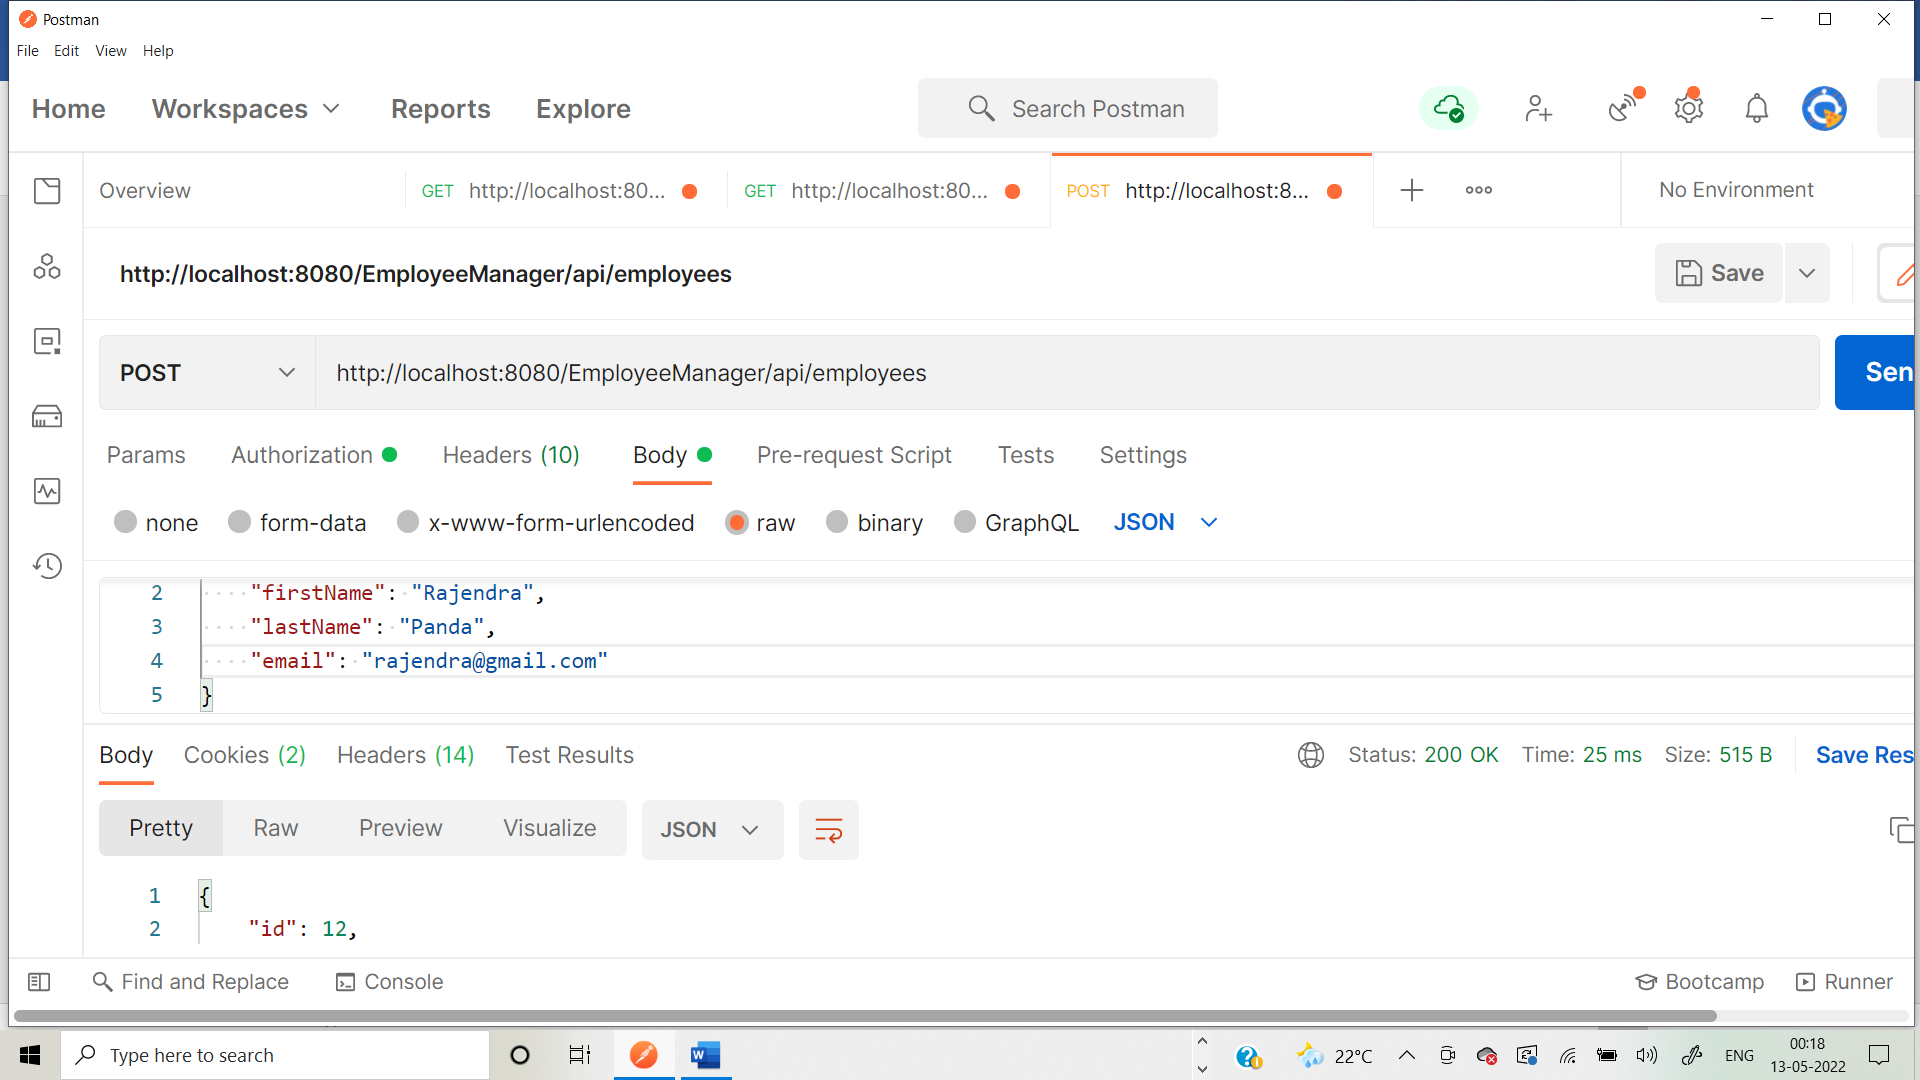 Postman
File Edit View Help
Home Workspaces Reports Explore Search Postman
Overview GET http://localhost:80... GET http://localhost:80... POST http://localhost:8... No Environment
http://localhost:8080/EmployeeManager/api/employees Save
POST http://localhost:8080/EmployeeManager/api/employees Sen
Params Authorization Headers (10) Body Pre-request Script Tests Settings
none form-data x-www-form-urlencoded raw binary GraphQL JSON
2 "firstName": "Rajendra",
3 "lastName": "Panda",
4 "email": "rajendra@gmail.com"
5 }
Body Cookies (2) Headers (14) Test Results Status: 200 OK Time: 25 ms Size: 515 B Save Res
Pretty Raw Preview Visualize JSON
1 {
2 "id": 12,
Find and Replace Console Bootcamp Runner
Type here to search W 22°C ENG 00:18
13-05-2022